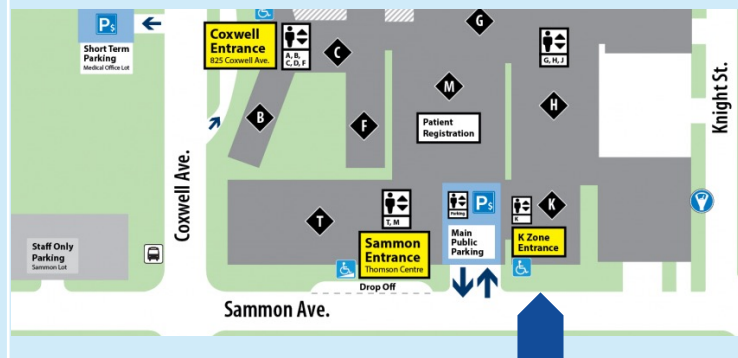 P$
Short Term
Parking
Medical Office Lot
Coxwell
Entrance
825 Coxwell Ave.
A, B,
C, D, F
C
G
G, H, J
M
B
F
H
Patient
Registration
Coxwell Ave.
Knight St.
T
T, M
Parking
P$
K
K
Staff Only
Parking
Sammon Lot
Sammon
Entrance
Thomson Centre
Main
Public
Parking
K Zone
Entrance
Drop Off
Sammon Ave.